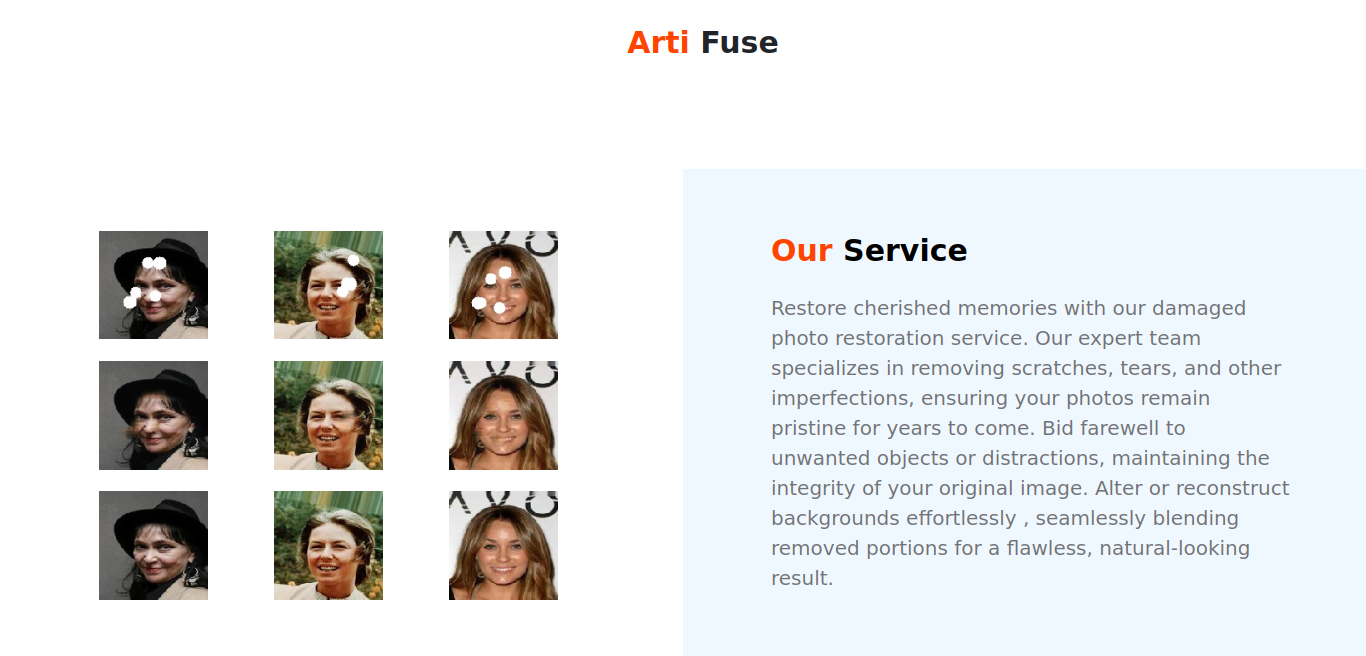 Arti Fuse
Our Service
Restore cherished memories with our damaged
photo restoration service. Our expert team
specializes in removing scratches, tears, and other
imperfections, ensuring your photos remain
pristine for years to come. Bid farewell to
unwanted objects or distractions, maintaining the
integrity of your original image. Alter or reconstruct
backgrounds effortlessly , seamlessly blending
removed portions for a flawless, natural-looking
result.